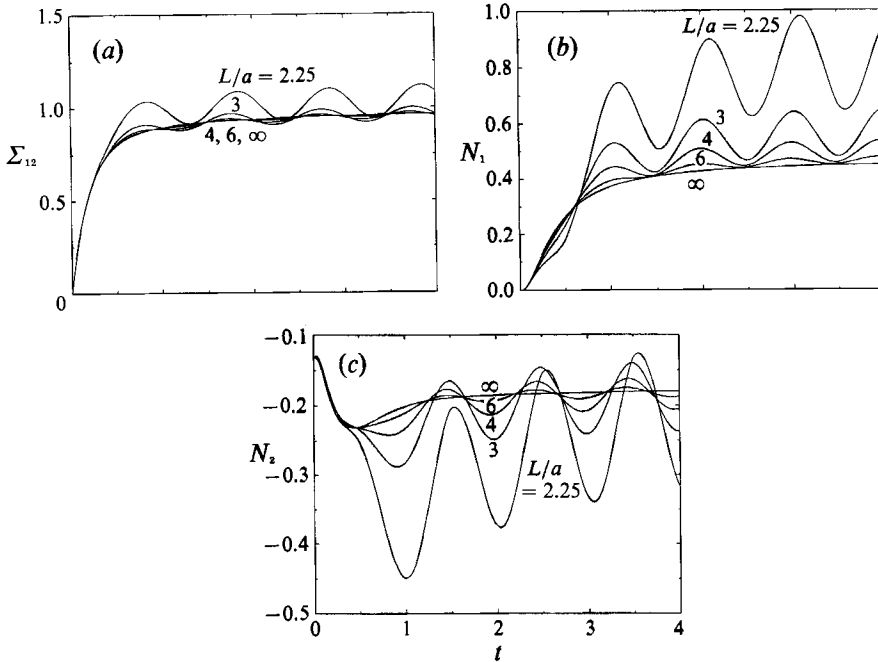 (a)
1.5
1.0
0.5
0
Σ₁₂
L/a = 2.25
3
4, 6, ∞
(b)
1.0
0.8
0.6
0.4
0.2
0.0
N₁
L/a = 2.25
3
4
6
∞
(c)
−0.1
−0.2
−0.3
−0.4
−0.5
N₂
∞
6
4
3
L/a
= 2.25
0 1 2 3 4
t